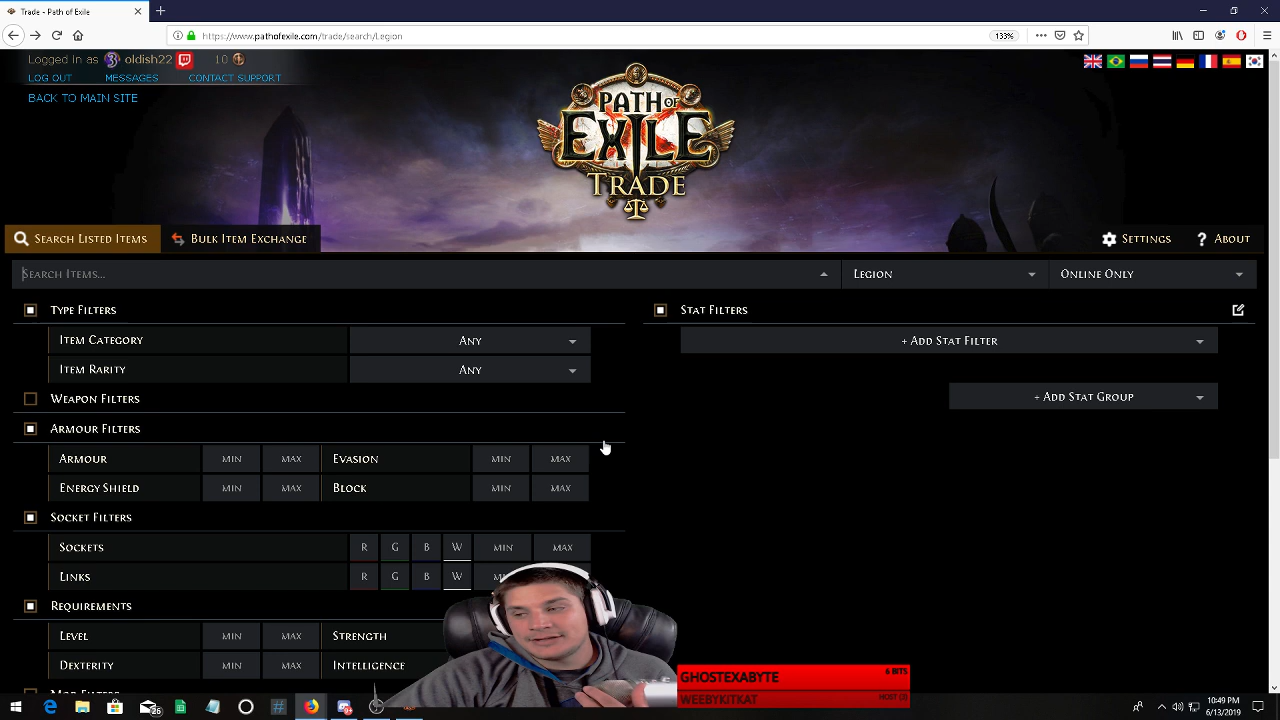 Trade - Path of Exile
https://www.pathofexile.com/trade/search/Legion
133%
Logged in as oldish22 10
LOG OUT MESSAGES CONTACT SUPPORT
BACK TO MAIN SITE
PATH OF
EXILE
TRADE
SEARCH LISTED ITEMS BULK ITEM EXCHANGE SETTINGS ? ABOUT
SEARCH ITEMS... LEGION ONLINE ONLY
TYPE FILTERS STAT FILTERS
ITEM CATEGORY ANY + ADD STAT FILTER
ITEM RARITY ANY
WEAPON FILTERS + ADD STAT GROUP
ARMOUR FILTERS
ARMOUR MIN MAX EVASION MIN MAX
ENERGY SHIELD MIN MAX BLOCK MIN MAX
SOCKET FILTERS
SOCKETS R G B W MIN MAX
LINKS R G B W
REQUIREMENTS
LEVEL MIN MAX STRENGTH
DEXTERITY MIN MAX INTELLIGENCE
GHOSTEXABYTE 6 BITS
WEEBYKITKAT
10:49 PM
6/13/2019